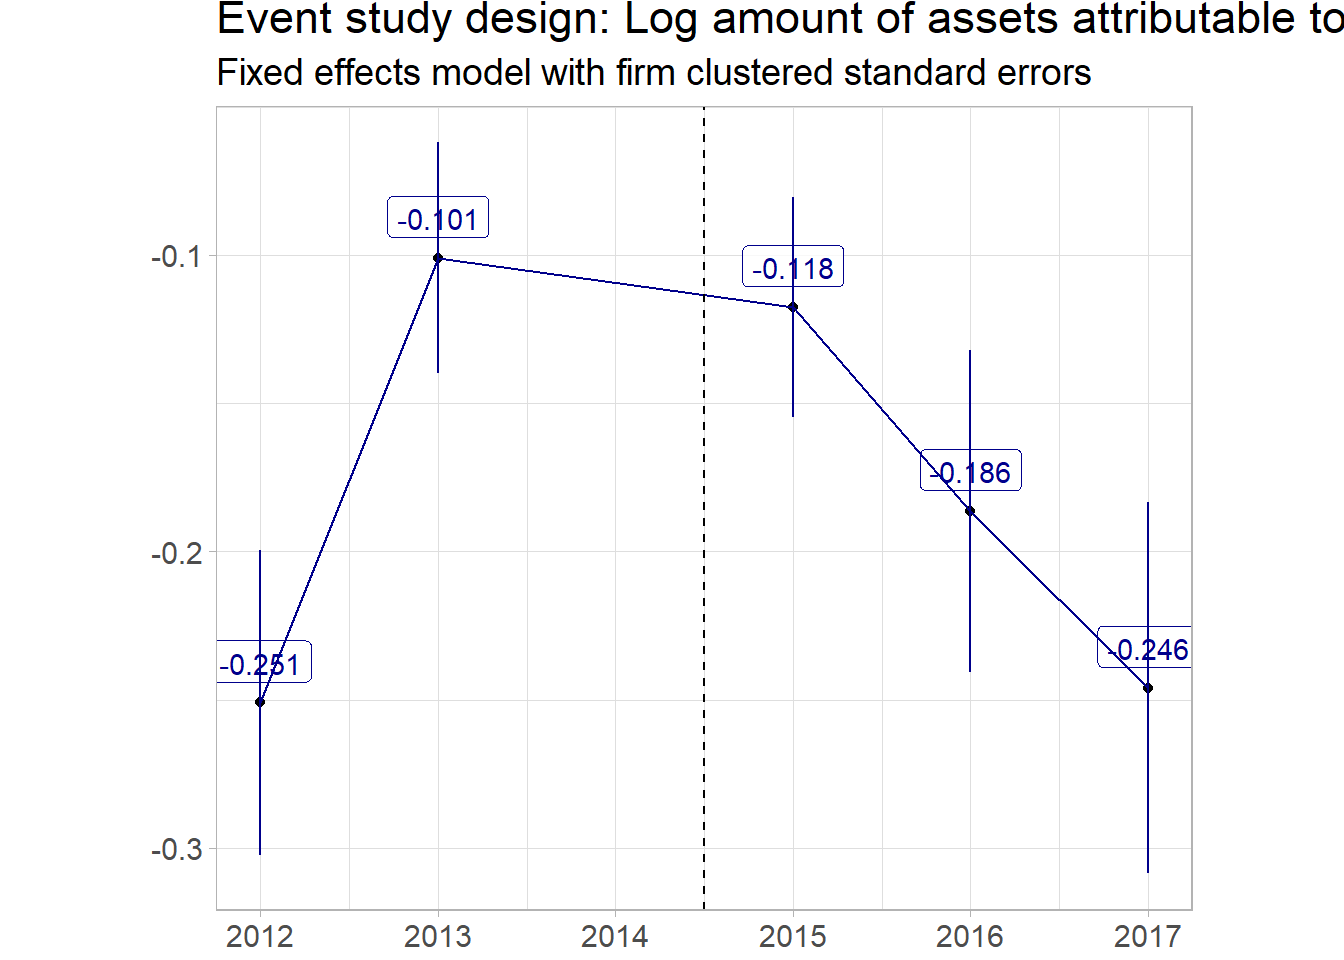 Event study design: Log amount of assets attributable to
Fixed effects model with firm clustered standard errors
-0.101
-0.1
-0.118
-0.186
-0.2
-0.246
-0.251
-0.3
2012 2013 2014 2015 2016 2017